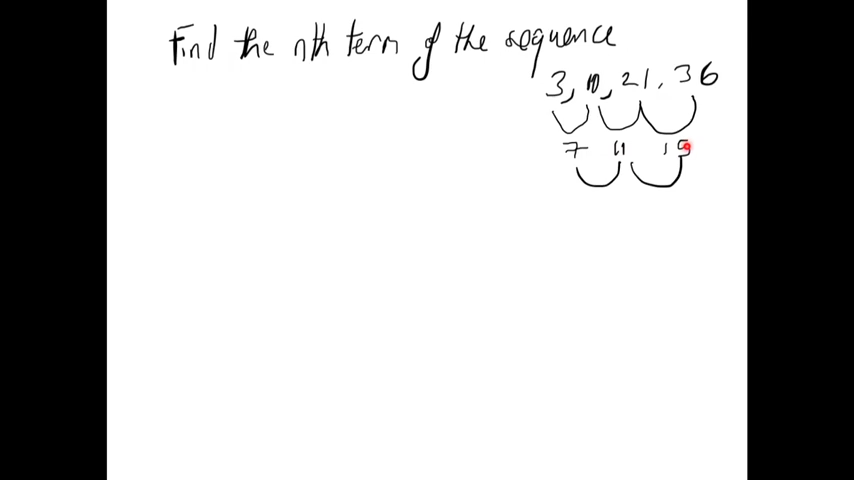 Find the nth term of the sequence
3, 10, 21, 36
7 11 15